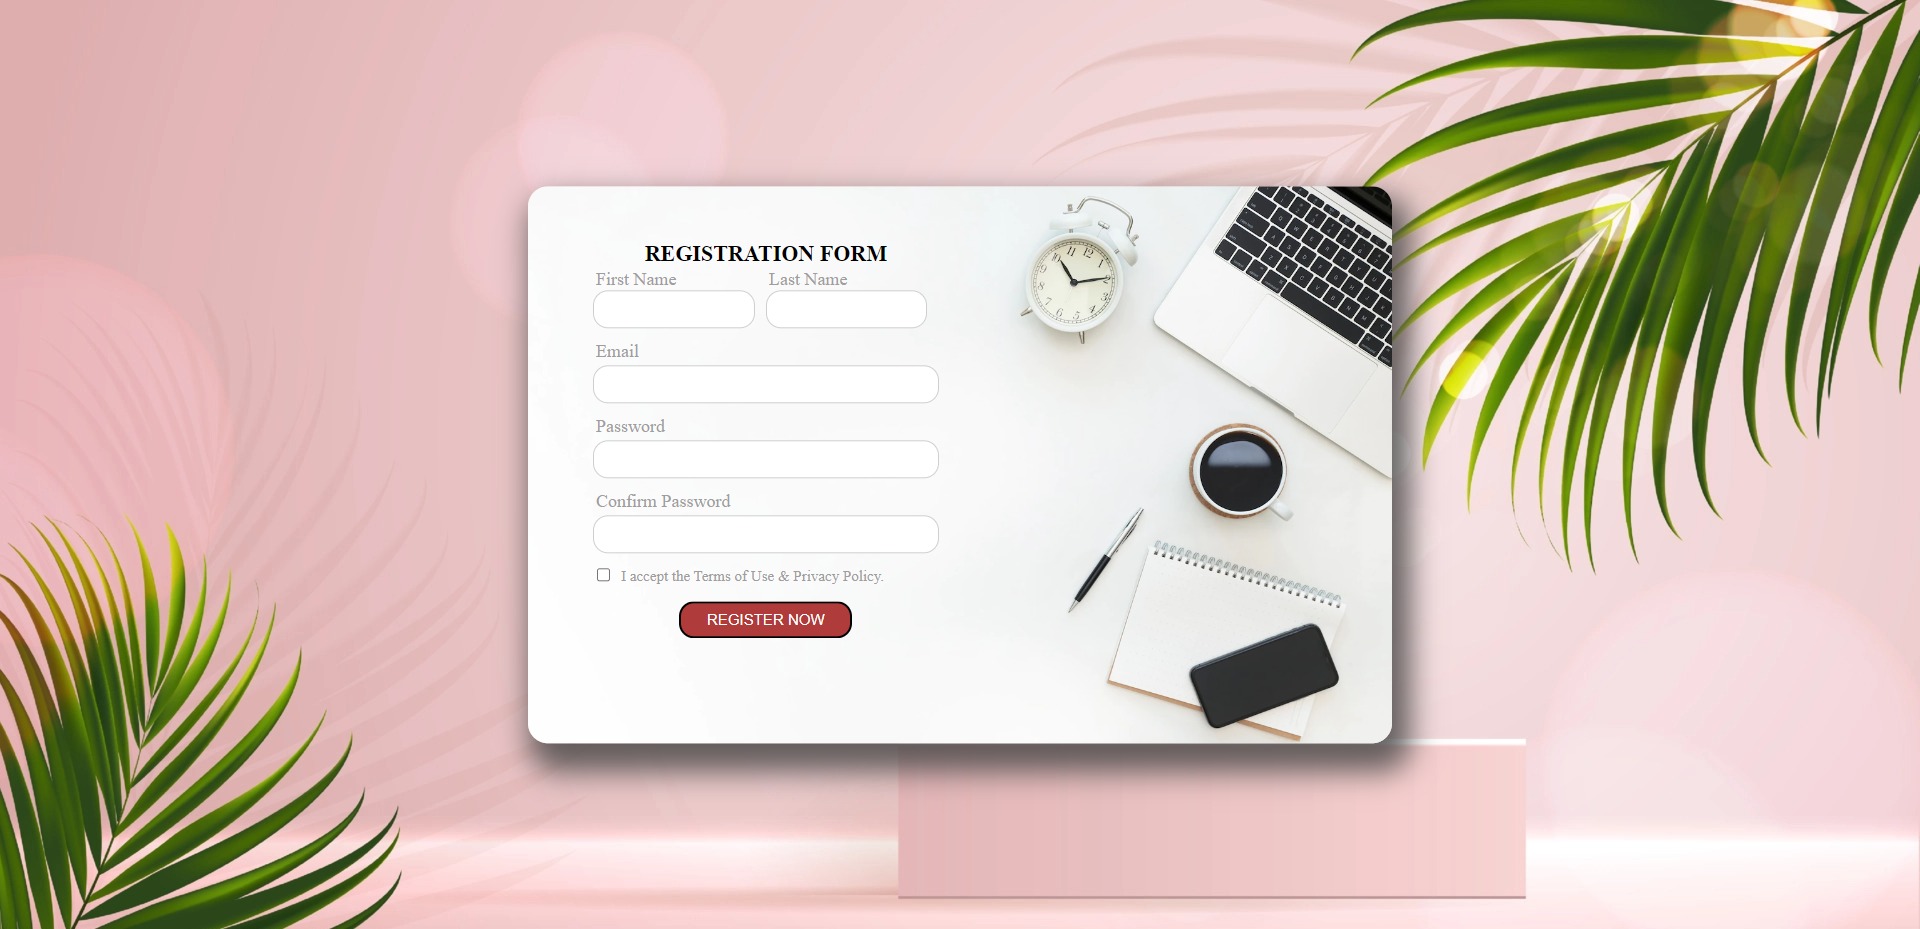 REGISTRATION FORM
First Name Last Name
Email
Password
Confirm Password
I accept the Terms of Use & Privacy Policy.
REGISTER NOW